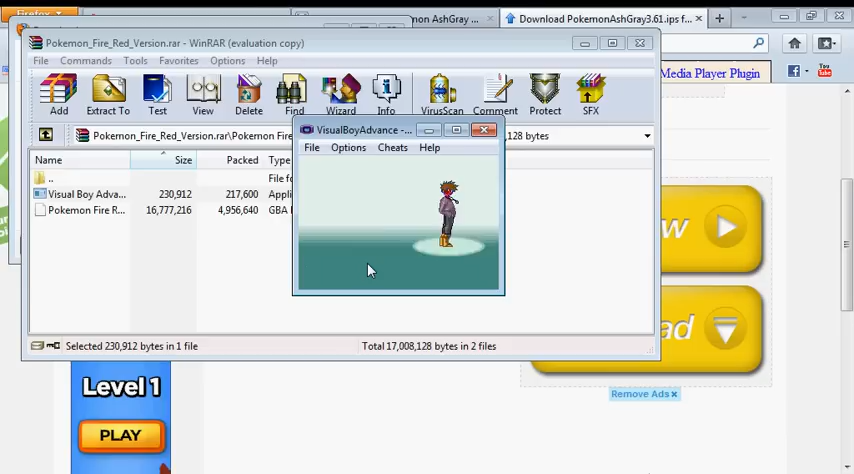 Firefox
mon AshGray ...
Download PokemonAshGray3.61.ips f...
Pokemon_Fire_Red_Version.rar - WinRAR (evaluation copy)
File Commands Tools Favorites Options Help
Media Player Plugin
You
Tube
Add Extract To Test View Delete Find Wizard Info VirusScan Comment Protect SFX
Pokemon_Fire_Red_Version.rar\Pokemon Fire
,128 bytes
VisualBoyAdvance -...
File Options Cheats Help
Name Size Packed Type
..
File fo
Visual Boy Adva... 230,912 217,600 Appli
Pokemon Fire R... 16,777,216 4,956,640 GBA
w
ad
Selected 230,912 bytes in 1 file
Total 17,008,128 bytes in 2 files
Level 1
PLAY
Remove Ads x